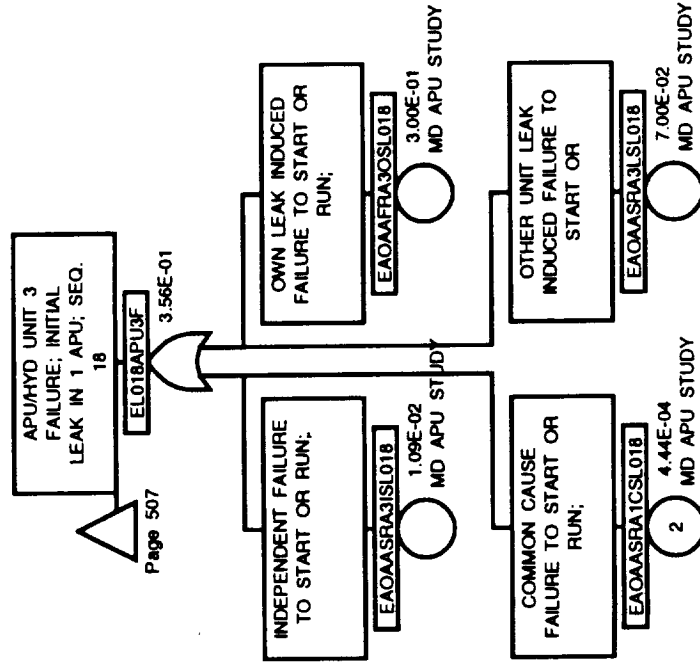 APU/HYD UNIT 3
FAILURE; INITIAL
LEAK IN 1 APU; SEQ.
18
EL018APU3F
3.56E-01
Page 507
INDEPENDENT FAILURE
TO START OR RUN;
EAOAASRA3ISL018
1.09E-02
MD APU STUDY
OWN LEAK INDUCED
FAILURE TO START OR
RUN;
EAOAAFRA3OSL018
3.00E-01
MD APU STUDY
COMMON CAUSE
FAILURE TO START OR
RUN;
EAOAASRA1CSL018
2
4.44E-04
MD APU STUDY
OTHER UNIT LEAK
INDUCED FAILURE TO
START OR
EAOAASRA3LSL018
7.00E-02
MD APU STUDY